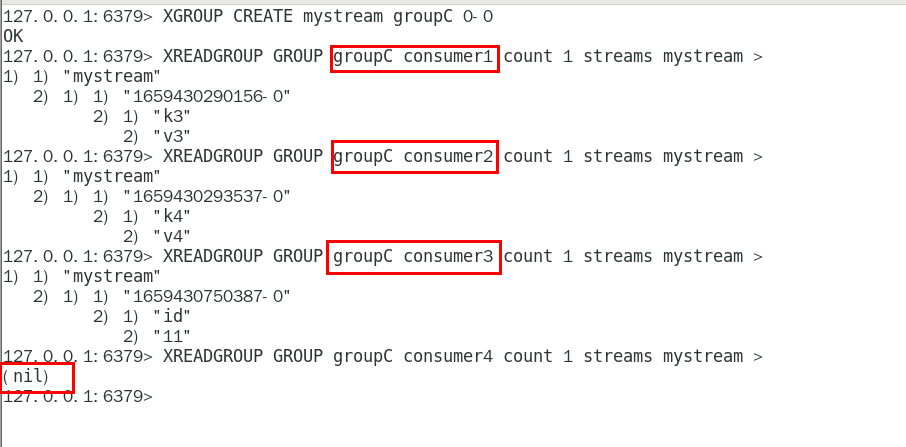 127.0.0.1:6379> XGROUP CREATE mystream groupC 0-0
OK
127.0.0.1:6379> XREADGROUP GROUP groupC consumer1 count 1 streams mystream >
1) 1) "mystream"
   2) 1) 1) "1659430290156-0"
         2) 1) "k3"
            2) "v3"
127.0.0.1:6379> XREADGROUP GROUP groupC consumer2 count 1 streams mystream >
1) 1) "mystream"
   2) 1) 1) "1659430293537-0"
         2) 1) "k4"
            2) "v4"
127.0.0.1:6379> XREADGROUP GROUP groupC consumer3 count 1 streams mystream >
1) 1) "mystream"
   2) 1) 1) "1659430750387-0"
         2) 1) "id"
            2) "11"
127.0.0.1:6379> XREADGROUP GROUP groupC consumer4 count 1 streams mystream >
(nil)
127.0.0.1:6379>